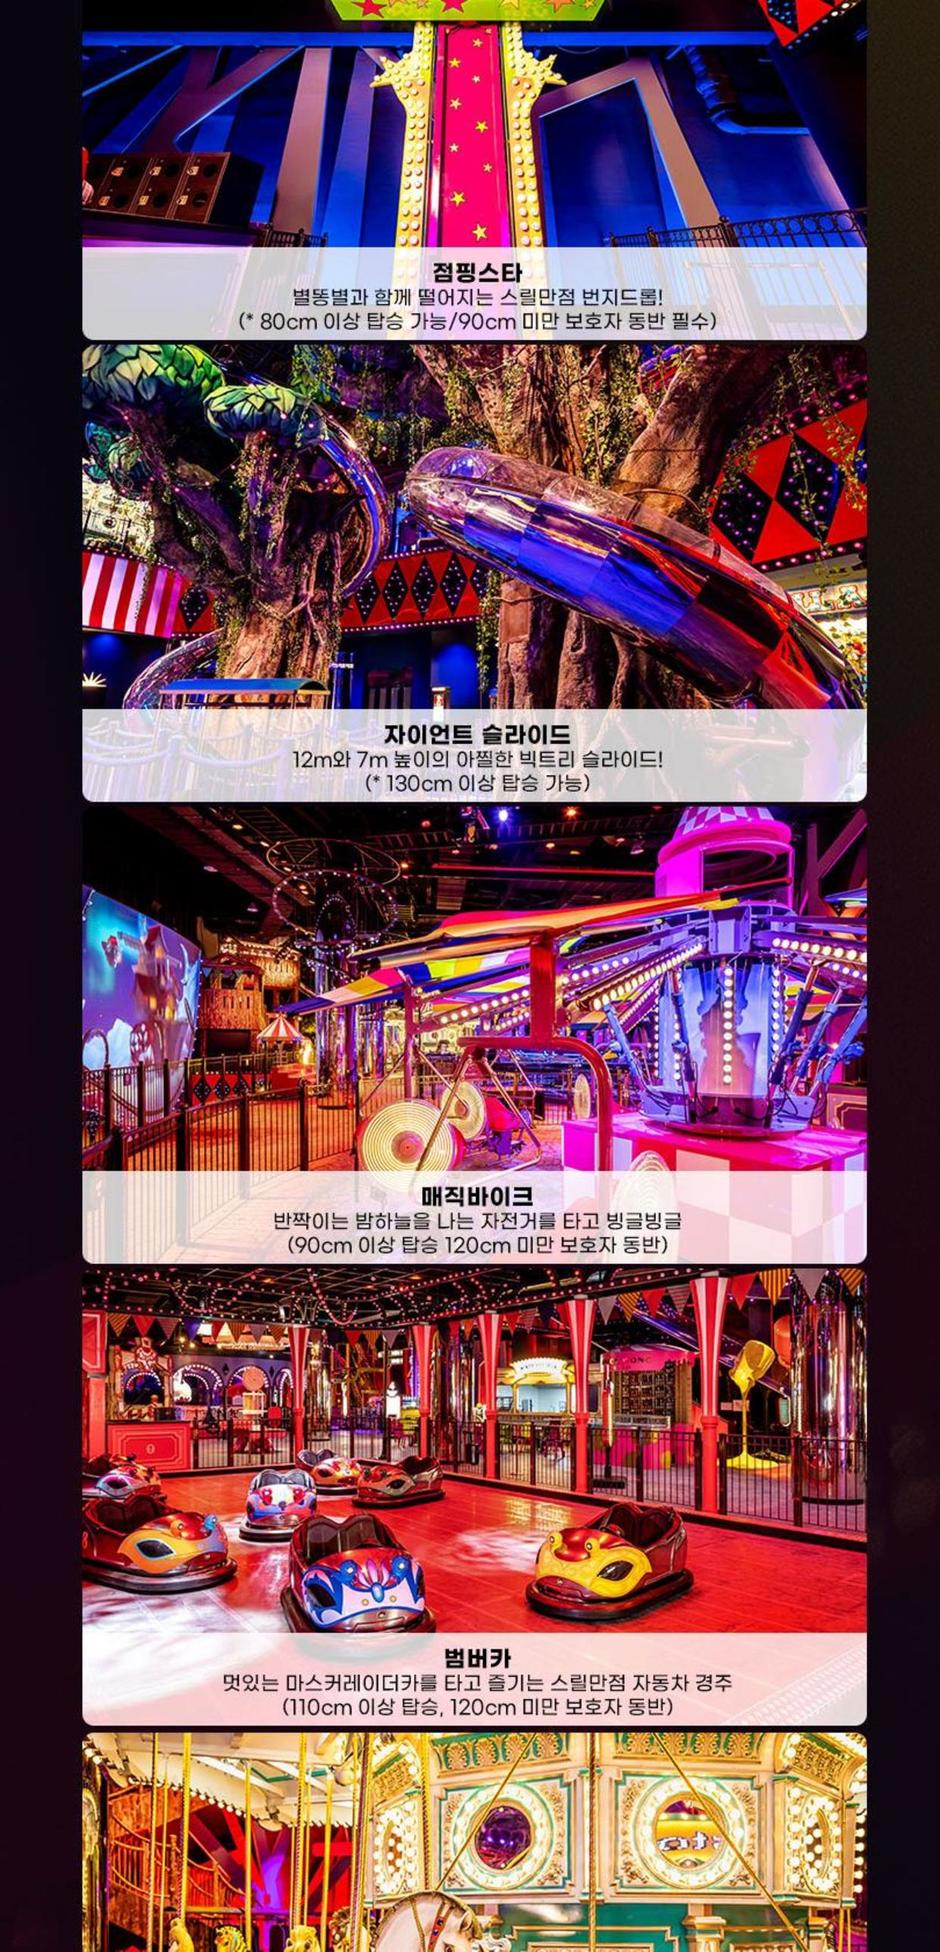 점핑스타
별똥별과 함께 떨어지는 스릴만점 번지드롭!
(* 80cm 이상 탑승 가능/90cm 미만 보호자 동반 필수)
자이언트 슬라이드
12m와 7m 높이의 아찔한 빅트리 슬라이드!
(* 130cm 이상 탑승 가능)
매직바이크
반짝이는 밤하늘을 나는 자전거를 타고 빙글빙글
(90cm 이상 탑승 120cm 미만 보호자 동반)
범버카
멋있는 마스커레이더카를 타고 즐기는 스릴만점 자동차 경주
(110cm 이상 탑승, 120cm 미만 보호자 동반)